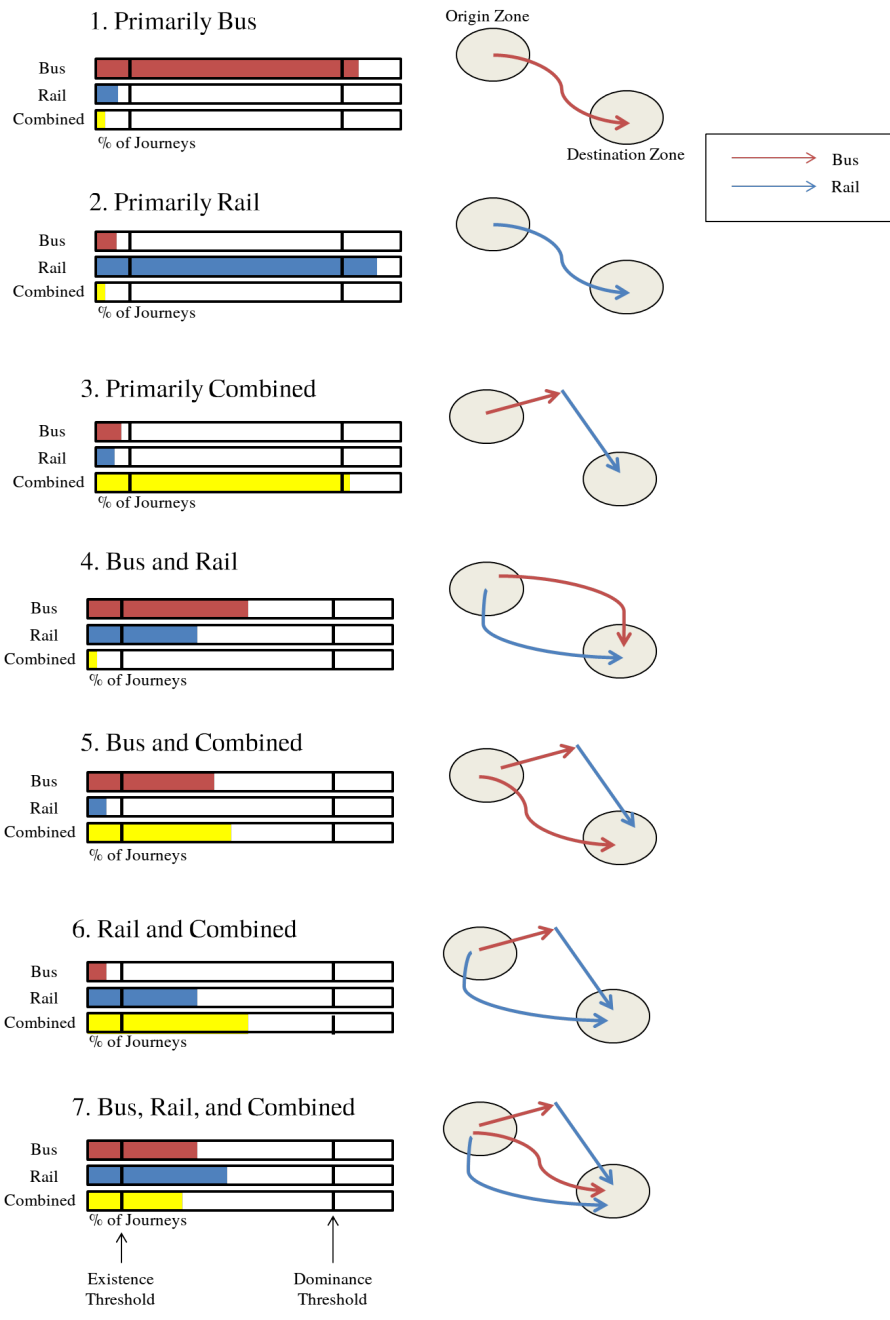 1. Primarily Bus
Origin Zone
Bus
Rail
Combined
% of Journeys
Destination Zone
Bus
Rail
2. Primarily Rail
Bus
Rail
Combined
% of Journeys
3. Primarily Combined
Bus
Rail
Combined
% of Journeys
4. Bus and Rail
Bus
Rail
Combined
% of Journeys
5. Bus and Combined
Bus
Rail
Combined
% of Journeys
6. Rail and Combined
Bus
Rail
Combined
% of Journeys
7. Bus, Rail, and Combined
Bus
Rail
Combined
% of Journeys
Existence
Threshold
Dominance
Threshold